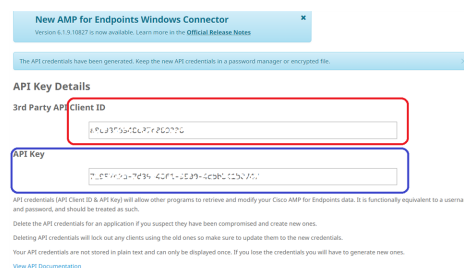 New AMP for Endpoints Windows Connector
Version 6.1.9.10827 is now available. Learn more in the Official Release Notes
The API credentials have been generated. Keep the new API credentials in a password manager or encrypted file.
API Key Details
3rd Party API Client ID
API Key
API credentials (API Client ID & API Key) will allow other programs to retrieve and modify your Cisco AMP for Endpoints data. It is functionally equivalent to a userna
and password, and should be treated as such.
Delete the API credentials for an application if you suspect they have been compromised and create new ones.
Deleting API credentials will lock out any clients using the old ones so make sure to update them to the new credentials.
Your API credentials are not stored in plain text and can only be displayed once. If you lose the credentials you will have to generate new ones.
View API Documentation